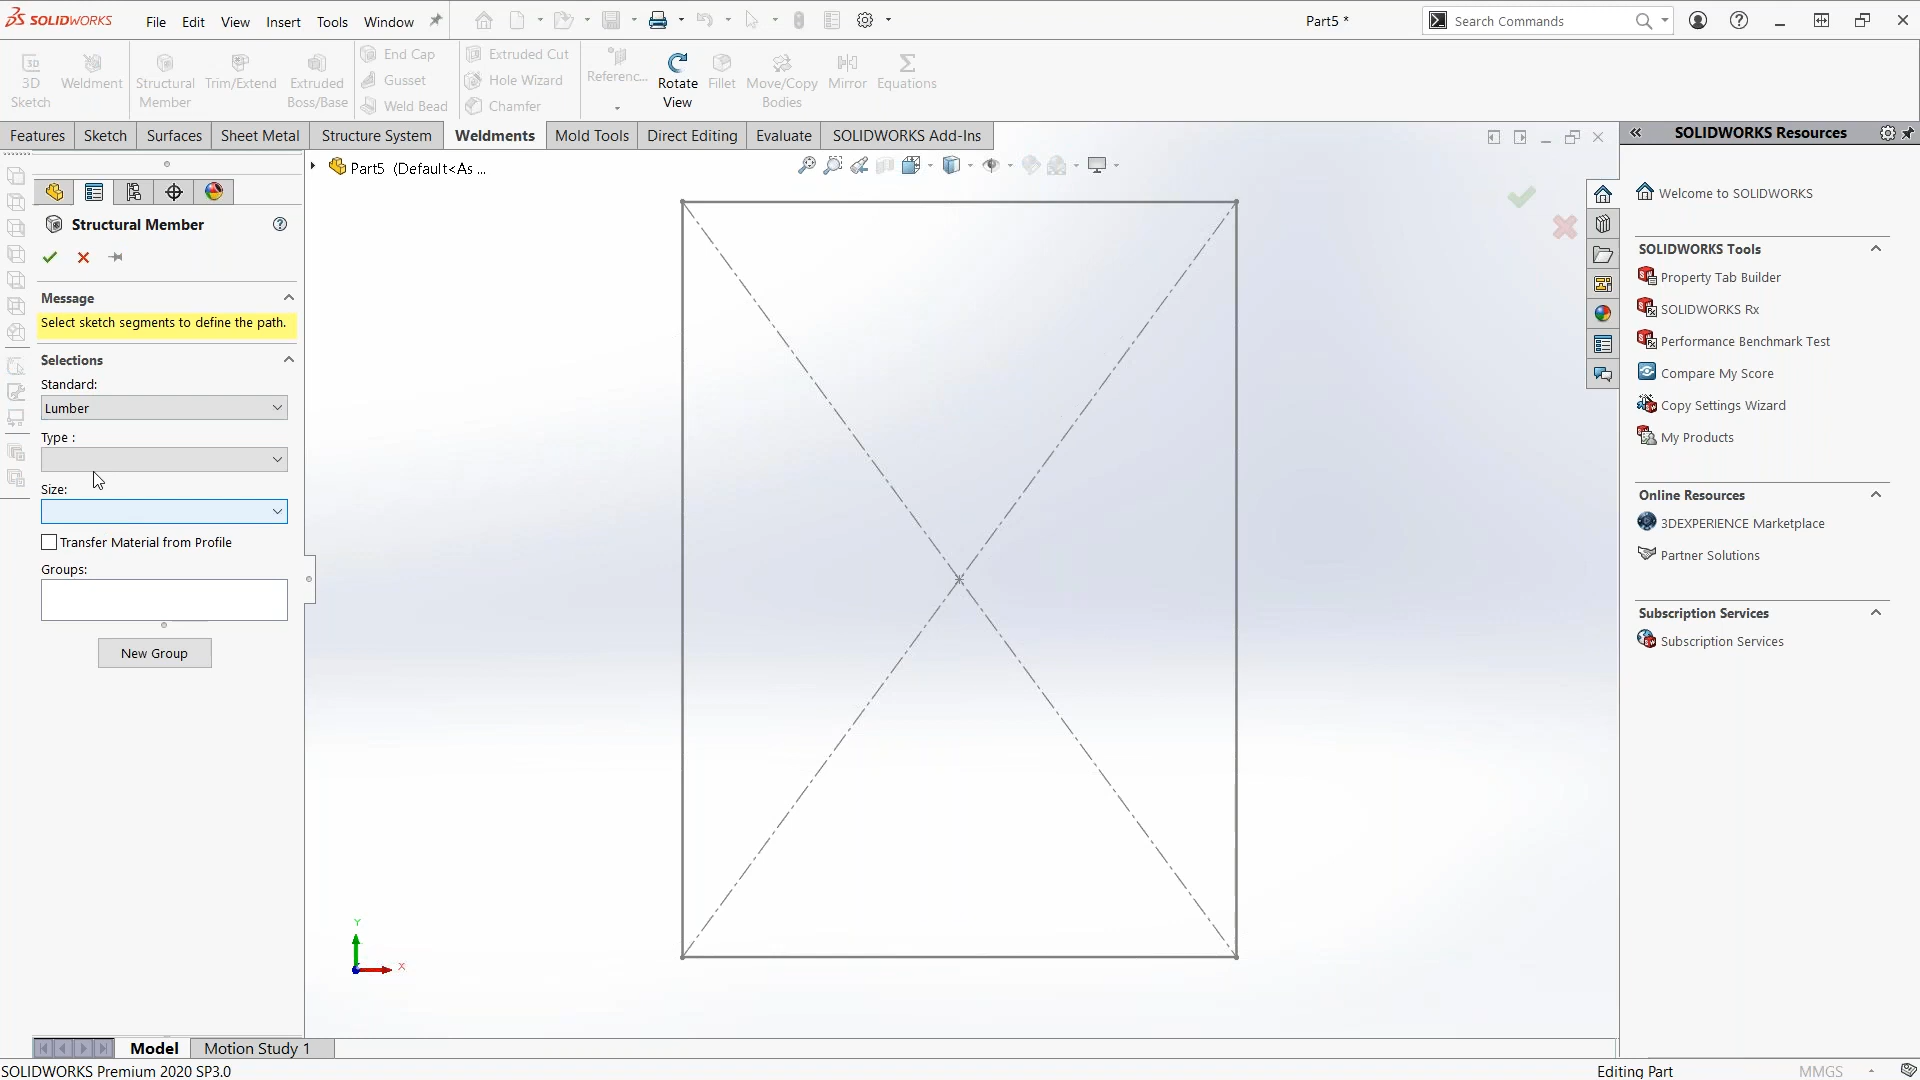 SOLIDWORKS File Edit View Insert Tools Window
Part5 *
Search Commands
3D Sketch
Weldment
Structural Member
Trim/Extend
Extruded Boss/Base
End Cap
Gusset
Weld Bead
Extruded Cut
Hole Wizard
Chamfer
Referenc...
Rotate View
Fillet
Move/Copy Bodies
Mirror
Equations
Features Sketch Surfaces Sheet Metal Structure System Weldments Mold Tools Direct Editing Evaluate SOLIDWORKS Add-Ins
Part5 (Default<As ...
Structural Member
Message
Select sketch segments to define the path.
Selections
Standard:
Lumber
Type :
Size:
Transfer Material from Profile
Groups:
New Group
Y
X
SOLIDWORKS Resources
Welcome to SOLIDWORKS
SOLIDWORKS Tools
Property Tab Builder
SOLIDWORKS Rx
Performance Benchmark Test
Compare My Score
Copy Settings Wizard
My Products
Online Resources
3DEXPERIENCE Marketplace
Partner Solutions
Subscription Services
Subscription Services
Model Motion Study 1
SOLIDWORKS Premium 2020 SP3.0
Editing Part
MMGS